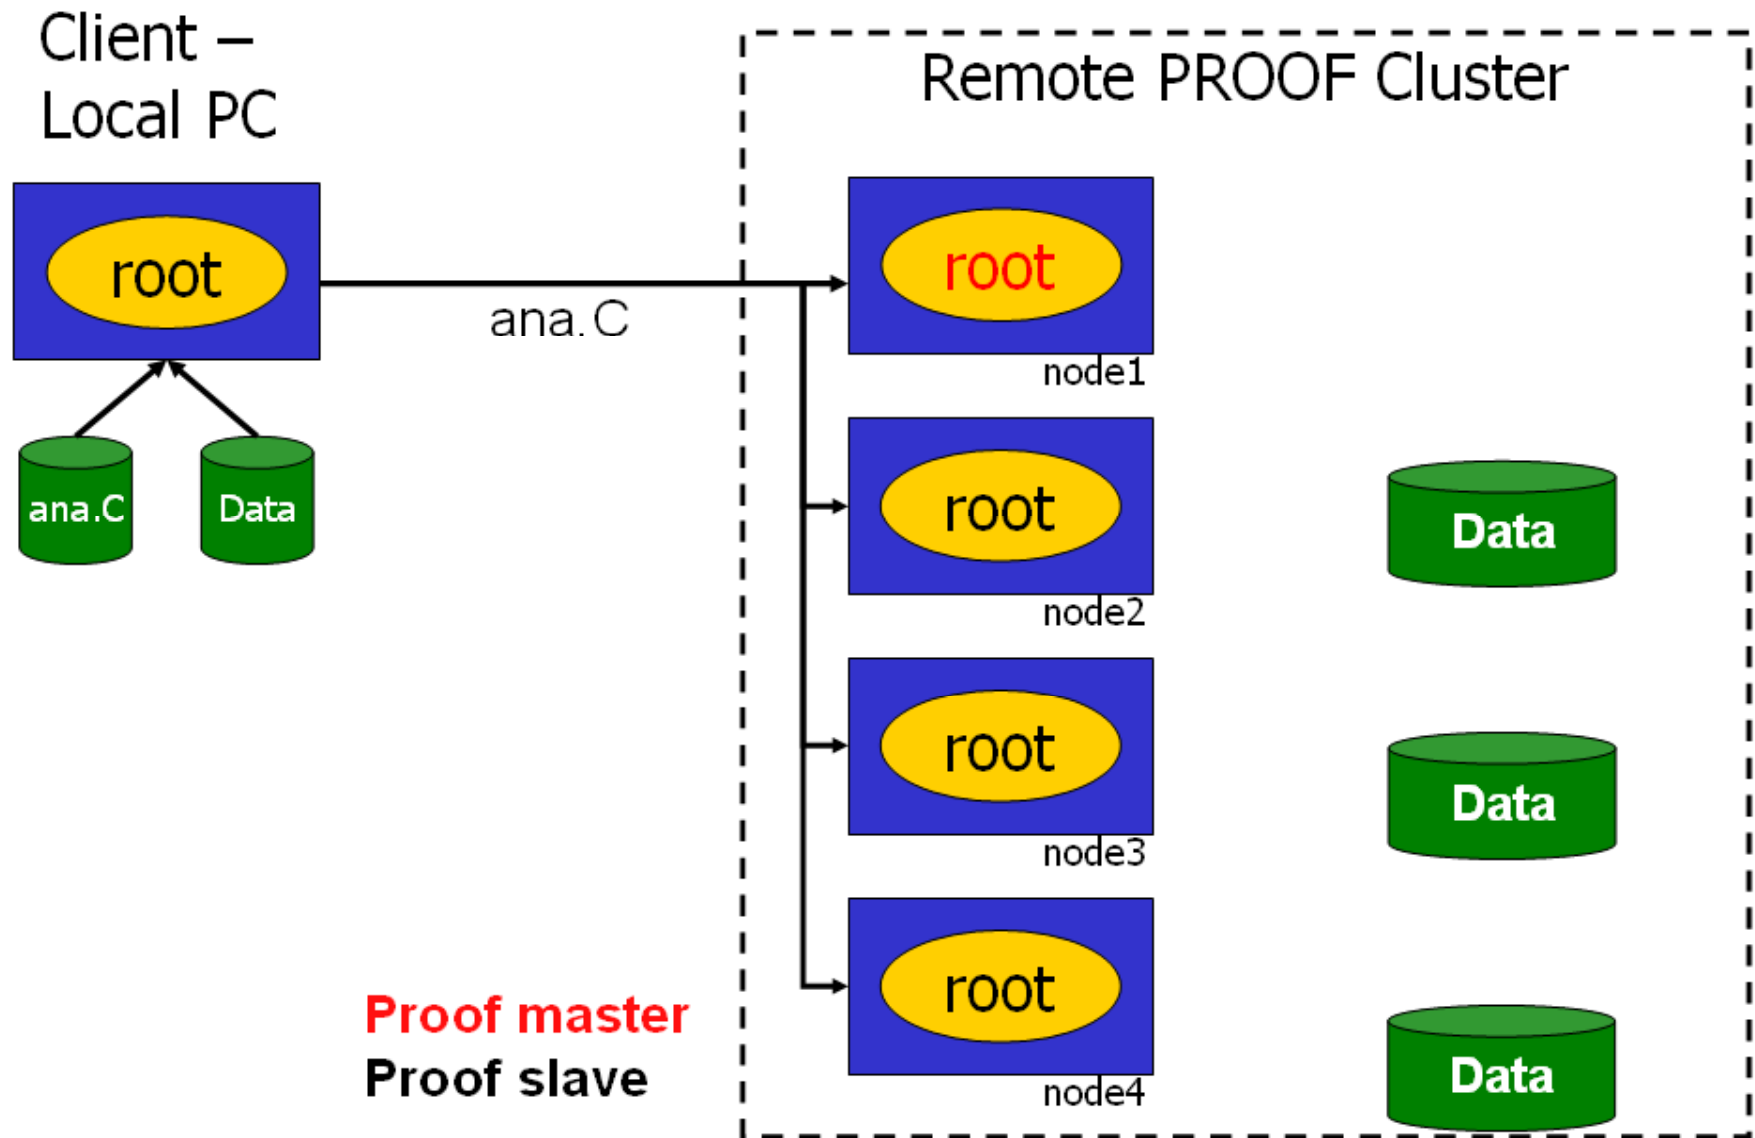 Client –
Local PC
Remote PROOF Cluster
root
root
ana.C
node1
ana.C
Data
root
Data
node2
root
Data
node3
root
Data
node4
Proof master
Proof slave